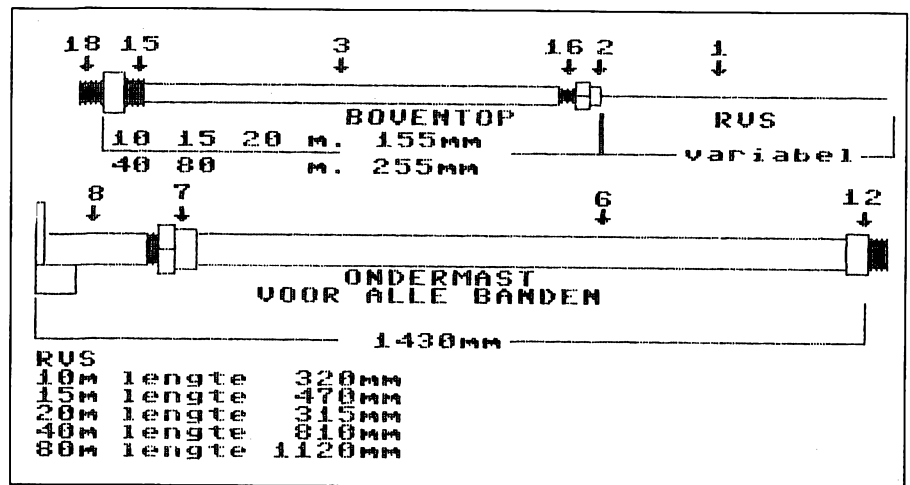 18 15 3 16 2 1
BOVENTOP RVS
10 15 20 m. 155mm
variabel
40 80 m. 255mm
8 7 6 12
ONDERMAST
VOOR ALLE BANDEN
1430mm
RVS
10m lengte 320mm
15m lengte 470mm
20m lengte 315mm
40m lengte 810mm
80m lengte 1120mm